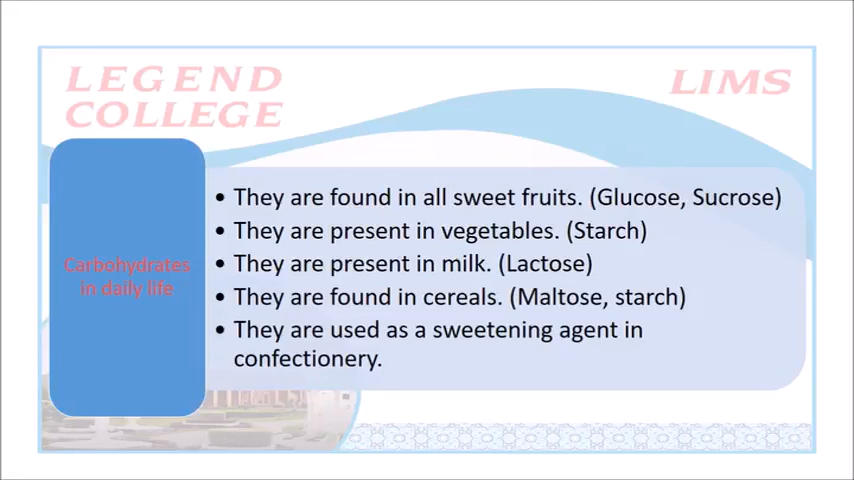 LEGEND
COLLEGE
LIMS
Carbohydrates
in daily life
• They are found in all sweet fruits. (Glucose, Sucrose)
• They are present in vegetables. (Starch)
• They are present in milk. (Lactose)
• They are found in cereals. (Maltose, starch)
• They are used as a sweetening agent in
confectionery.